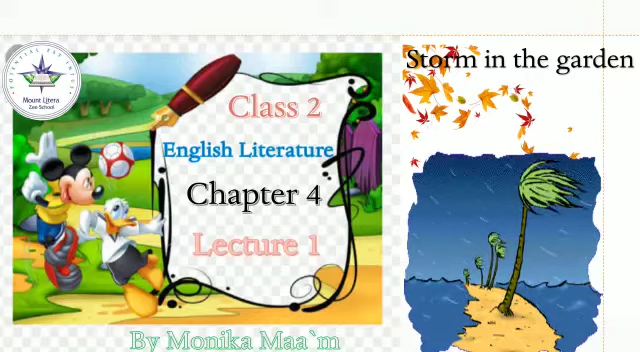 Mount Litera
Zee School
Storm in the garden
Class 2
English Literature
Chapter 4
Lecture 1
By Monika Maa`m